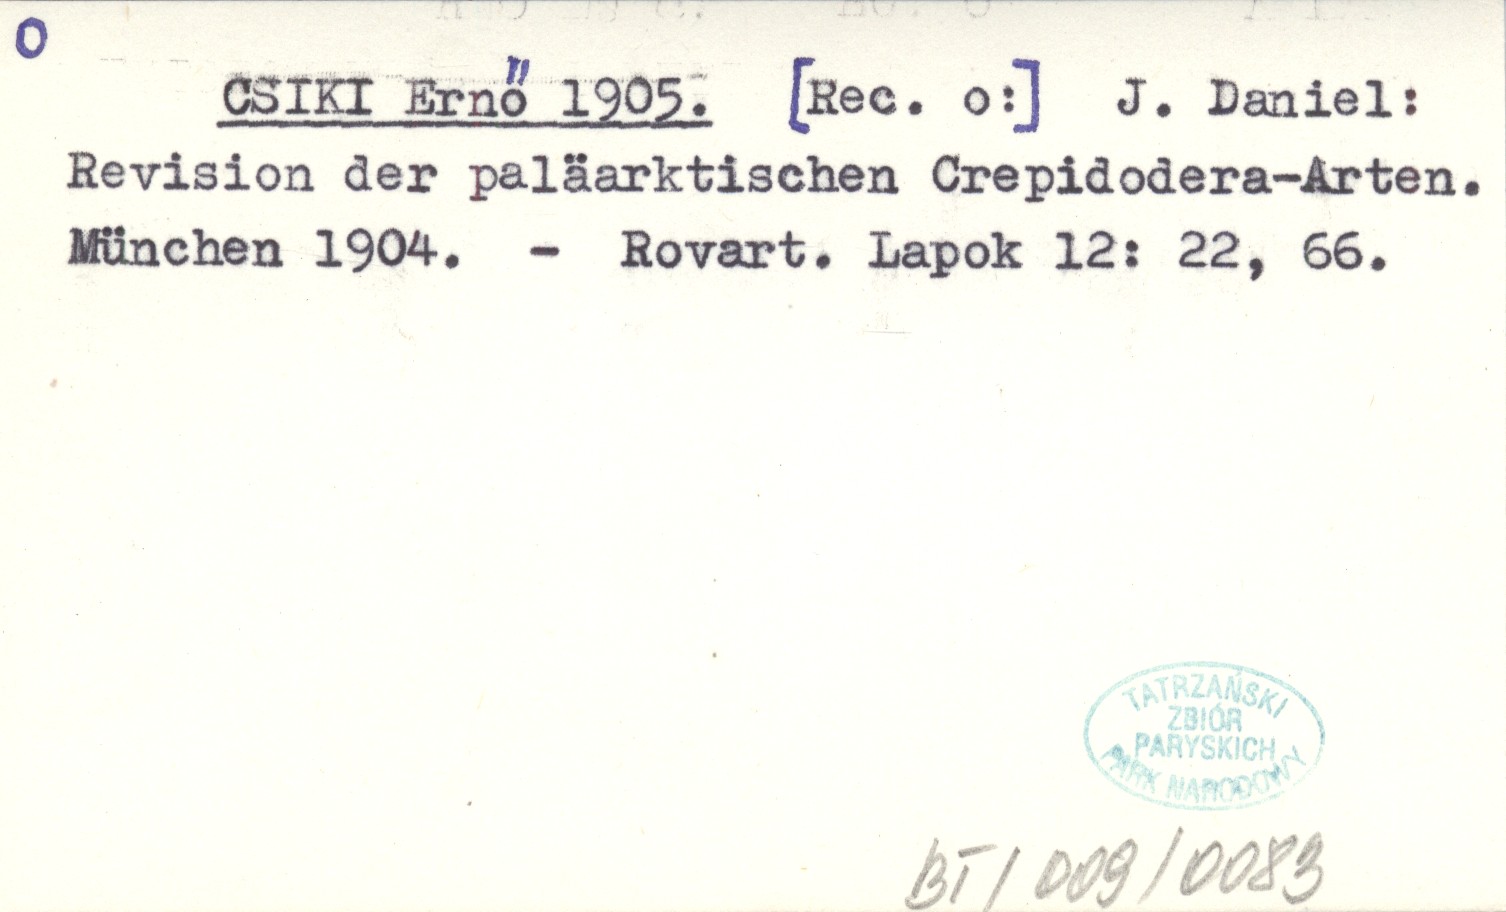 O
CSIKI Ernő 1905. [Rec. o:] J. Daniel:
Revision der paläarktischen Crepidodera-Arten.
München 1904. - Rovart. Lapok 12: 22, 66.
TATRZAŃSKI
ZBIÓR
PARYSKICH
PARK NARODOWY
BT/009/0083